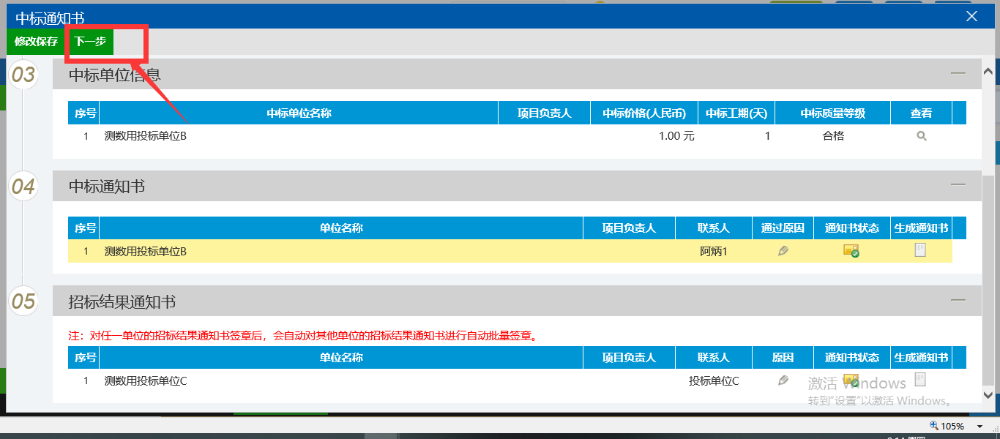 中标通知书
修改保存 下一步
03 中标单位信息
序号 中标单位名称 项目负责人 中标价格(人民币) 中标工期(天) 中标质量等级 查看
1 测数用投标单位B 1.00 元 1 合格
04 中标通知书
序号 单位名称 项目负责人 联系人 通过原因 通知书状态 生成通知书
1 测数用投标单位B 阿炳1
05 招标结果通知书
注：对任一单位的招标结果通知书签章后，会自动对其他单位的招标结果通知书进行自动批量签章。
序号 单位名称 项目负责人 联系人 原因 通知书状态 生成通知书
1 测数用投标单位C 投标单位C
激活 Windows
转到"设置"以激活 Windows。
105%